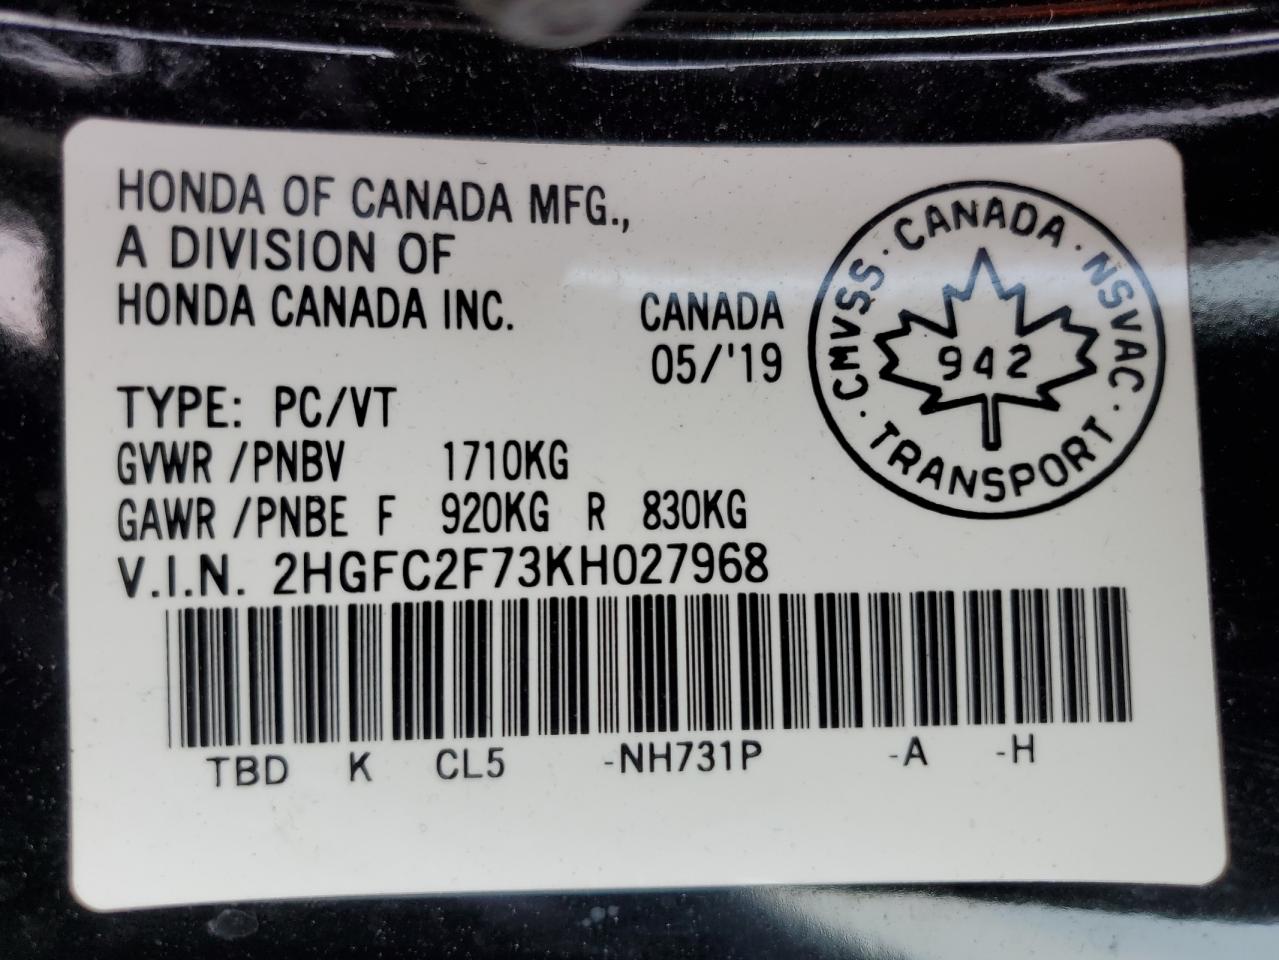 HONDA OF CANADA MFG.,
A DIVISION OF
HONDA CANADA INC.
CANADA
05/'19
TYPE: PC/VT
GVWR /PNBV 1710KG
GAWR /PNBE F 920KG R 830KG
V.I.N. 2HGFC2F73KH027968
TBD K CL5 -NH731P -A -H
CMVSS · CANADA · NSVAC · TRANSPORT ·
942